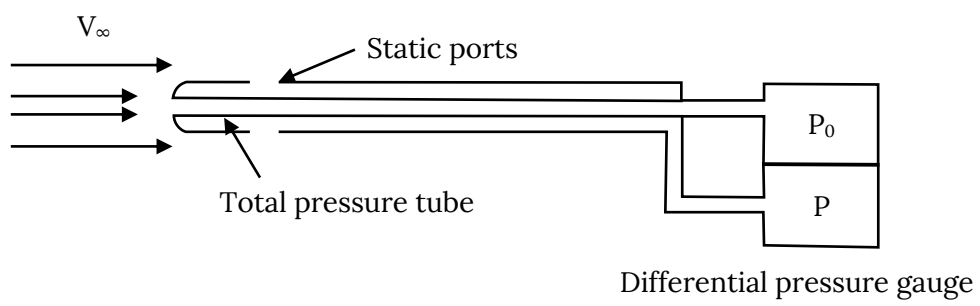 V∞
Static ports
P₀
Total pressure tube
P
Differential pressure gauge